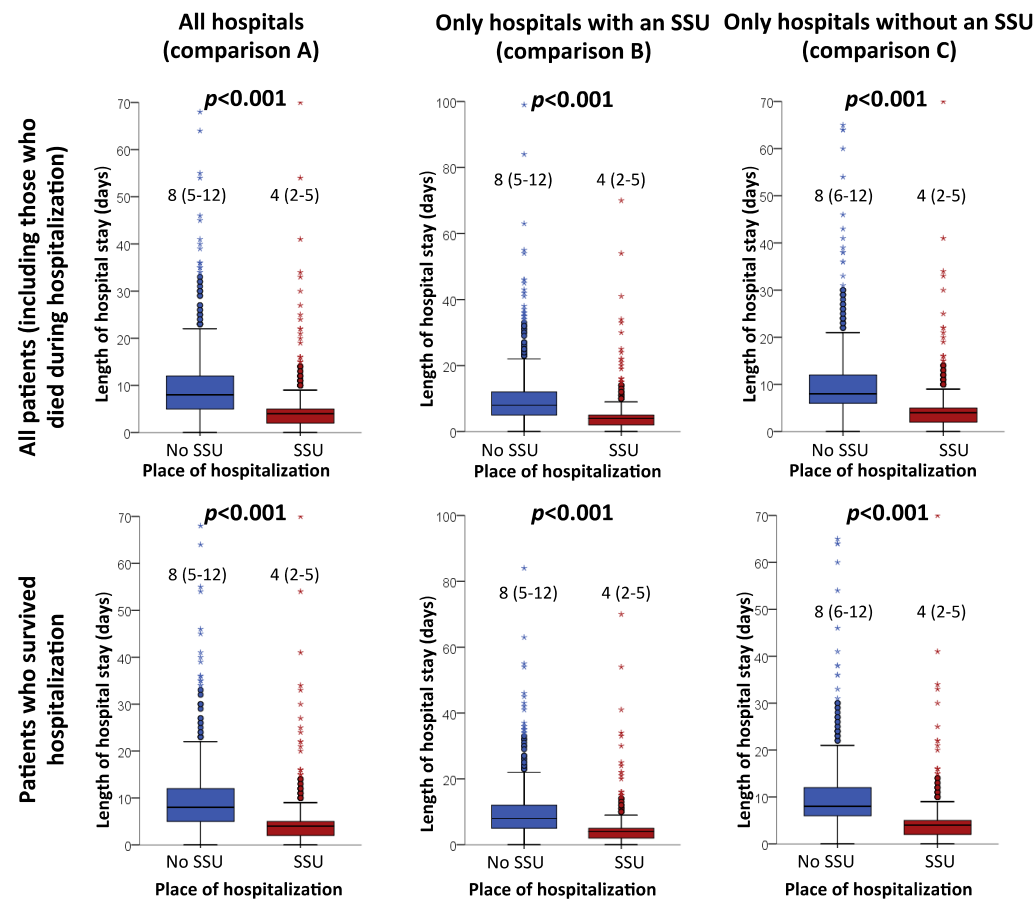 All hospitals
(comparison A)
Only hospitals with an SSU
(comparison B)
Only hospitals without an SSU
(comparison C)
All patients (including those who
died during hospitalization)
Length of hospital stay (days)
70
60
50
40
30
20
10
0
p<0.001
8 (5-12)
4 (2-5)
No SSU
SSU
Place of hospitalization
Length of hospital stay (days)
100
80
60
40
20
0
p<0.001
8 (5-12)
4 (2-5)
No SSU
SSU
Place of hospitalization
Length of hospital stay (days)
70
60
50
40
30
20
10
0
p<0.001
8 (6-12)
4 (2-5)
No SSU
SSU
Place of hospitalization
Patients who survived
hospitalization
Length of hospital stay (days)
70
60
50
40
30
20
10
0
p<0.001
8 (5-12)
4 (2-5)
No SSU
SSU
Place of hospitalization
Length of hospital stay (days)
100
80
60
40
20
0
p<0.001
8 (5-12)
4 (2-5)
No SSU
SSU
Place of hospitalization
Length of hospital stay (days)
70
60
50
40
30
20
10
0
p<0.001
8 (6-12)
4 (2-5)
No SSU
SSU
Place of hospitalization